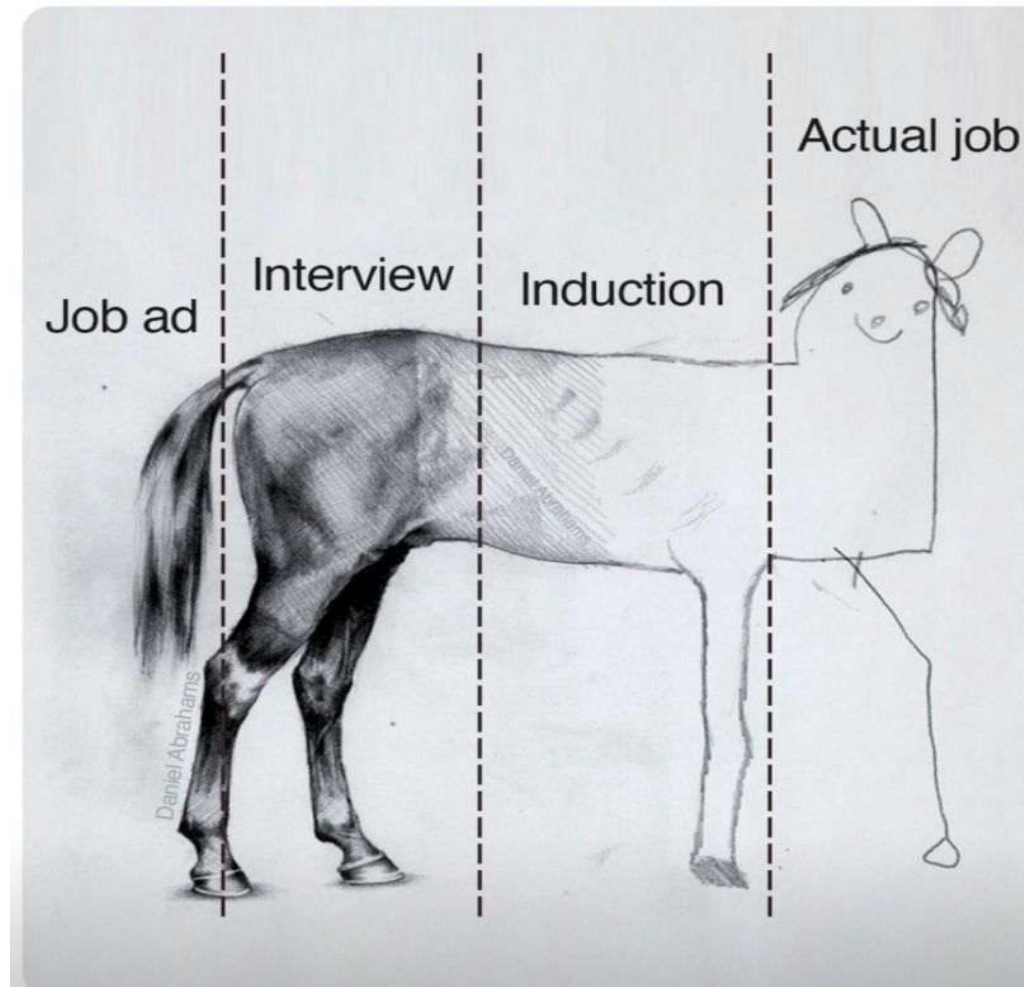 Job ad
Interview
Induction
Actual job
Daniel Abrahams
Daniel Abrahams